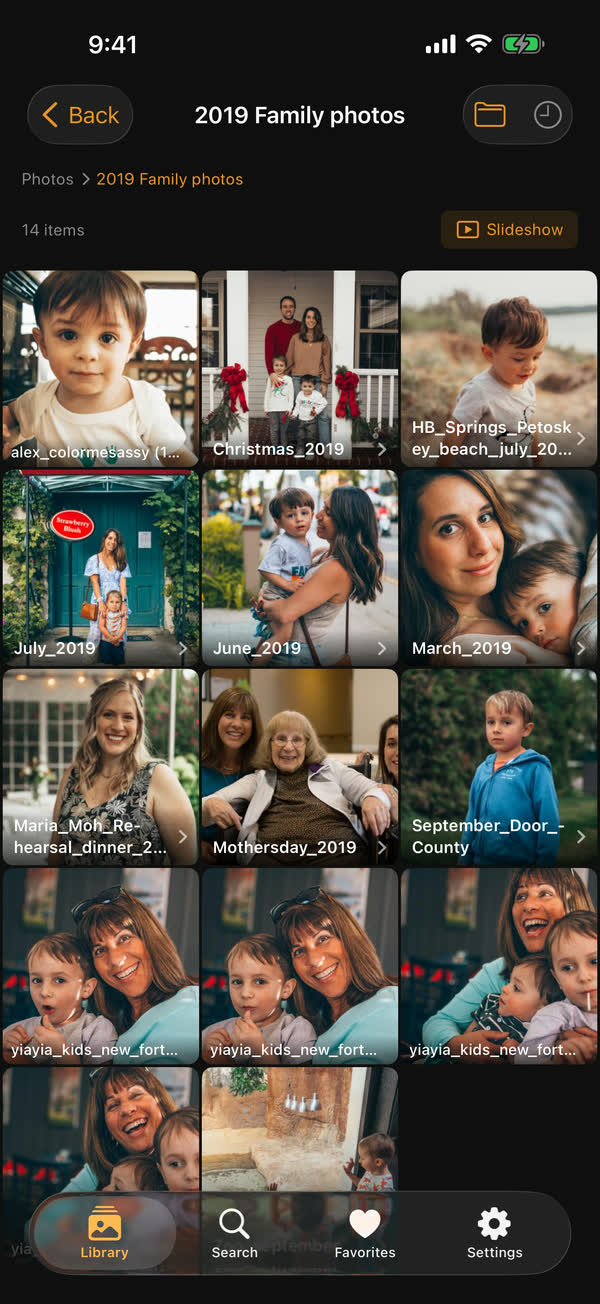 9:41
Back
2019 Family photos
Photos > 2019 Family photos
14 items
Slideshow
alex_colormesassy (1...
Christmas_2019
HB_Springs_Petosk
ey_beach_july_20...
Strawberry
Blush
July_2019
June_2019
March_2019
Maria_Moh_Re-
hearsal_dinner_2...
Mothersday_2019
September_Door_-
County
yiayia_kids_new_fort...
yiayia_kids_new_fort...
yiayia_kids_new_fort...
Library
Search
Favorites
Settings